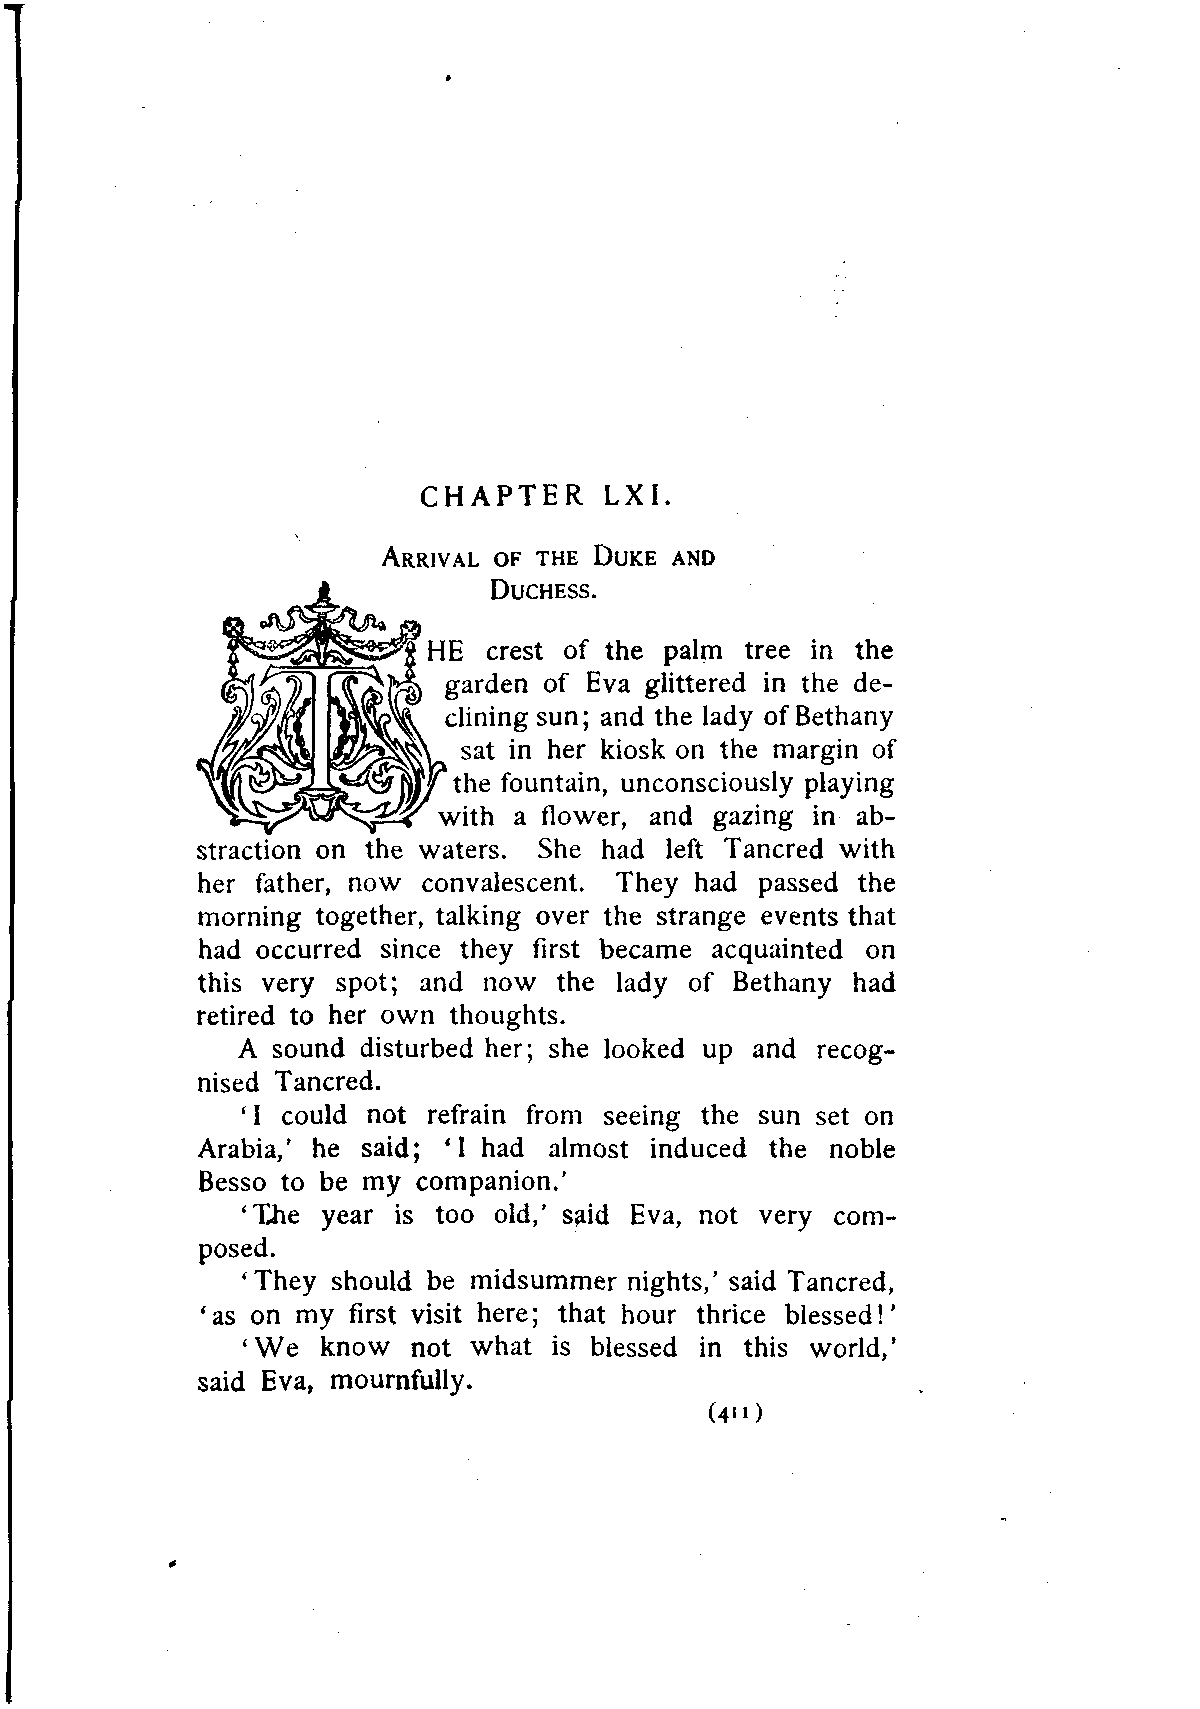 CHAPTER LXI.
ARRIVAL OF THE DUKE AND
DUCHESS.
THE crest of the palm tree in the
garden of Eva glittered in the de-
clining sun; and the lady of Bethany
sat in her kiosk on the margin of
the fountain, unconsciously playing
with a flower, and gazing in ab-
straction on the waters. She had left Tancred with
her father, now convalescent. They had passed the
morning together, talking over the strange events that
had occurred since they first became acquainted on
this very spot; and now the lady of Bethany had
retired to her own thoughts.
A sound disturbed her; she looked up and recog-
nised Tancred.
‘I could not refrain from seeing the sun set on
Arabia,’ he said; ‘I had almost induced the noble
Besso to be my companion.’
‘The year is too old,’ said Eva, not very com-
posed.
‘They should be midsummer nights,’ said Tancred,
‘as on my first visit here; that hour thrice blessed!’
‘We know not what is blessed in this world,’
said Eva, mournfully.
(411)